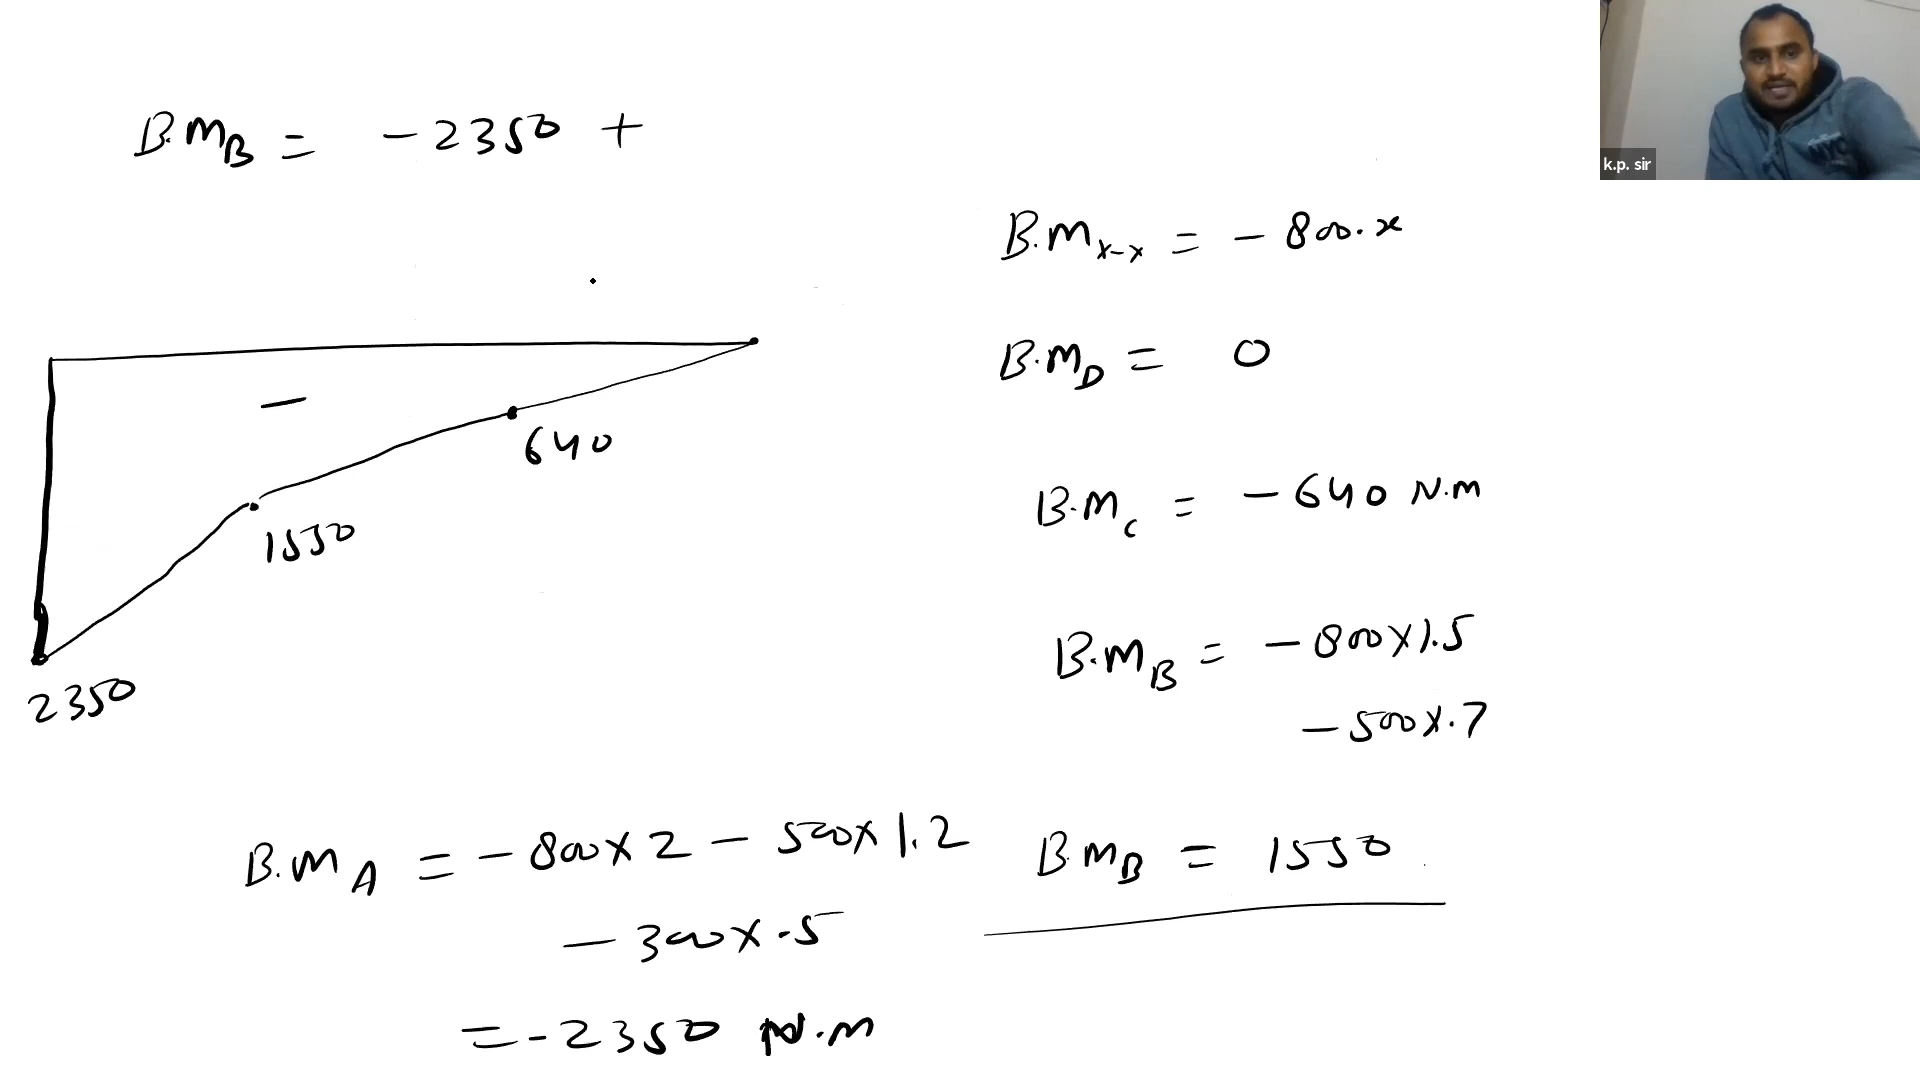 B.M_B = - 2350 +
k.p. sir
B.M_x-x = - 800.x
B.M_D = 0
640
B.M_C = - 640 N.m
1550
B.M_B = - 800×1.5
- 500×.7
2350
B.M_A = - 800×2 - 500×1.2
- 300×.5
= - 2350 N.m
B.M_B = 1550
-